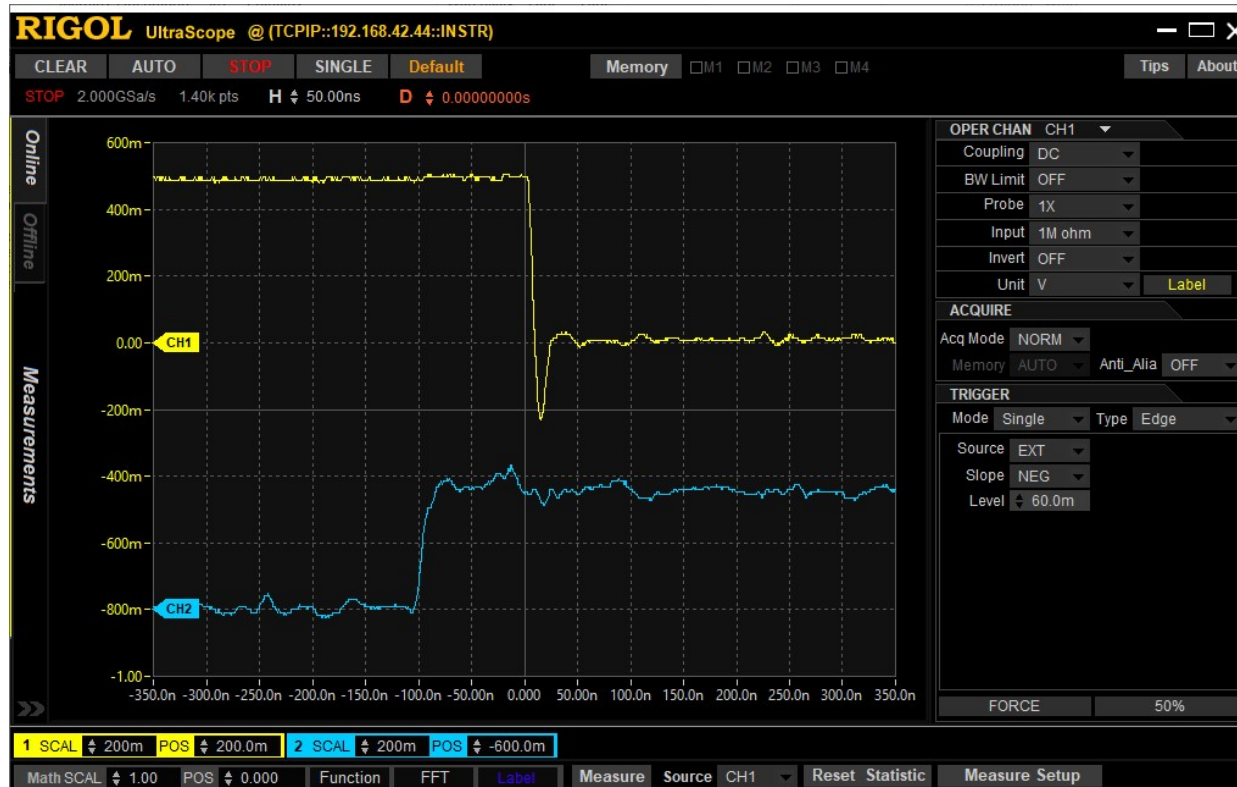 RIGOL UltraScope @ (TCPIP::192.168.42.44::INSTR)
CLEAR AUTO STOP SINGLE Default Memory M1 M2 M3 M4 Tips About
STOP 2.000GSa/s 1.40k pts H 50.00ns D 0.00000000s
Online
Offline
Measurements
600m
400m
200m
0.00
-200m
-400m
-600m
-800m
-1.00
CH1
CH2
-350.0n -300.0n -250.0n -200.0n -150.0n -100.0n -50.00n 0.000 50.00n 100.0n 150.0n 200.0n 250.0n 300.0n 350.0n
OPER CHAN CH1
Coupling DC
BW Limit OFF
Probe 1X
Input 1M ohm
Invert OFF
Unit V Label
ACQUIRE
Acq Mode NORM
Memory AUTO Anti_Alia OFF
TRIGGER
Mode Single Type Edge
Source EXT
Slope NEG
Level 60.0m
FORCE 50%
1 SCAL 200m POS 200.0m 2 SCAL 200m POS -600.0m
Math SCAL 1.00 POS 0.000 Function FFT Label Measure Source CH1 Reset Statistic Measure Setup